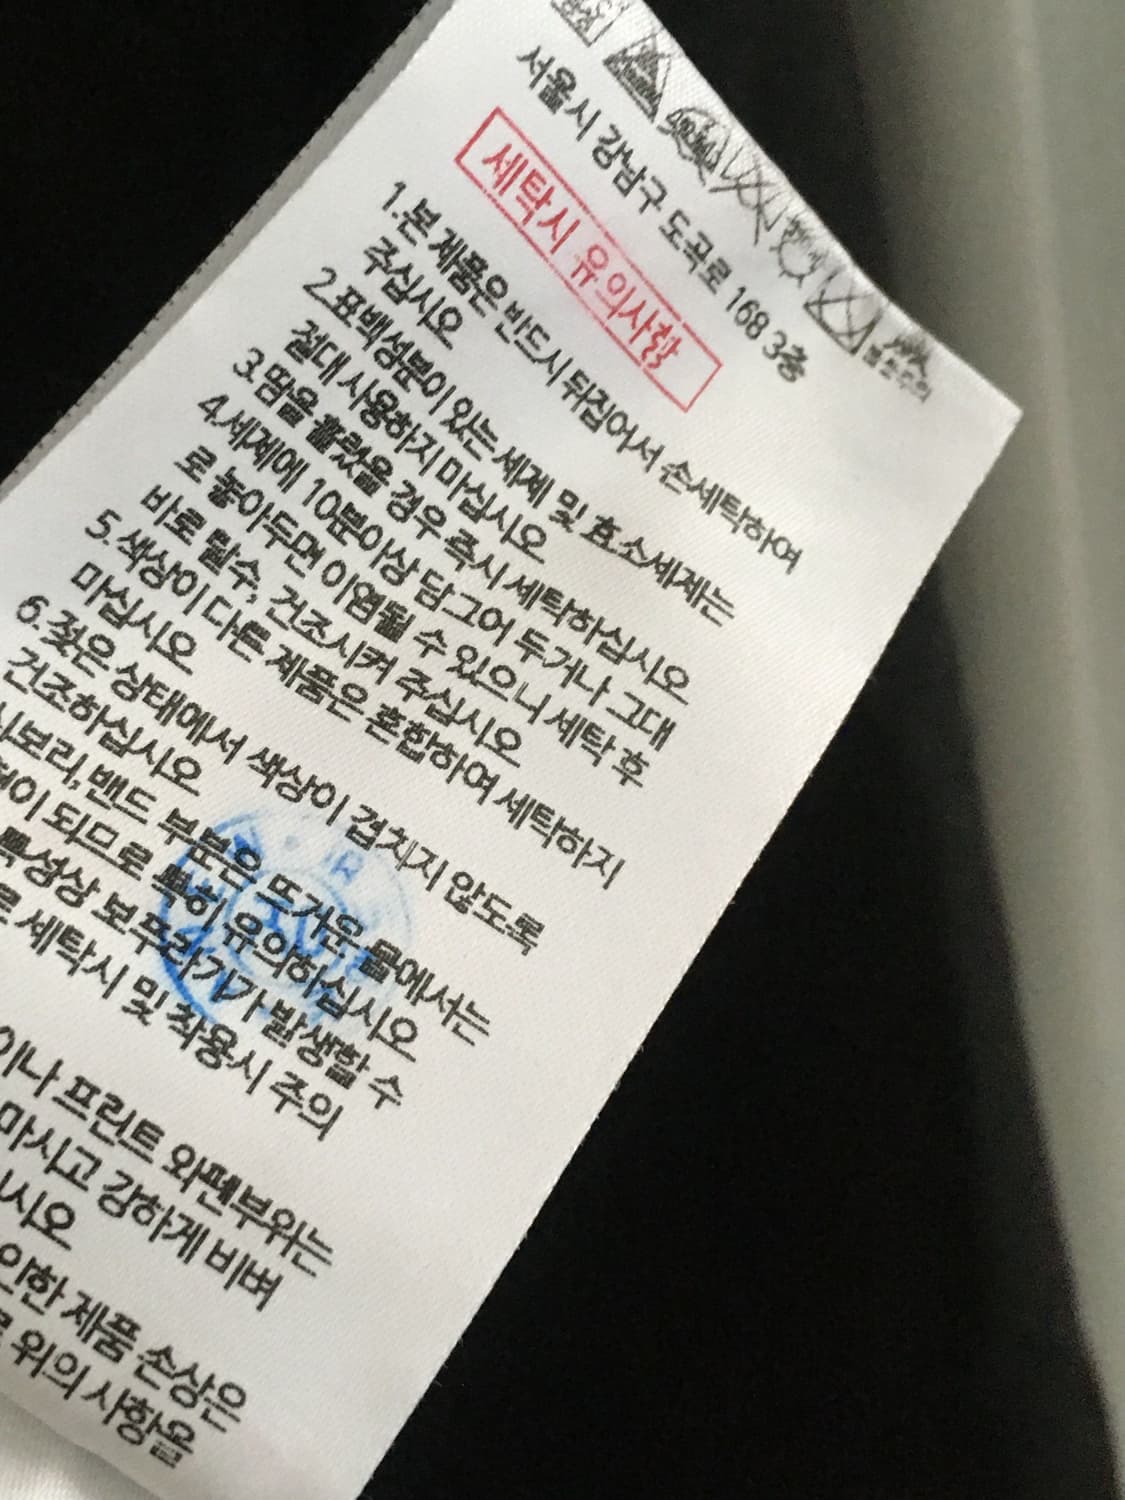 서울시 강남구 도곡로 168 3층
세탁시 유의사항
1.본 제품은 반드시 뒤집어서 손세탁하여
주십시오
2.표백성분이 있는 세제 및 효소세제는
절대 사용하지 마십시오
3.땀을 흘렸을 경우 즉시 세탁하십시오
4.세제에 10분이상 담그어 두거나 그대
로 놓아두면 이염될 수 있으니 세탁 후
바로 탈수, 건조시켜 주십시오
5.색상이 다른 제품은 혼합하여 세탁하지
마십시오
6.젖은 상태에서 색상이 겹치지 않도록
건조하십시오
시보리,밴드 부분은 뜨거운 물에서는
이 되므로 특히 유의하십시오
특성상 보푸라기가 발생할 수
로 세탁시 및 착용시 주의
이나 프린트 와펜부위는
마시고 강하게 비벼
시오
인한 제품 손상은
위의 사항을